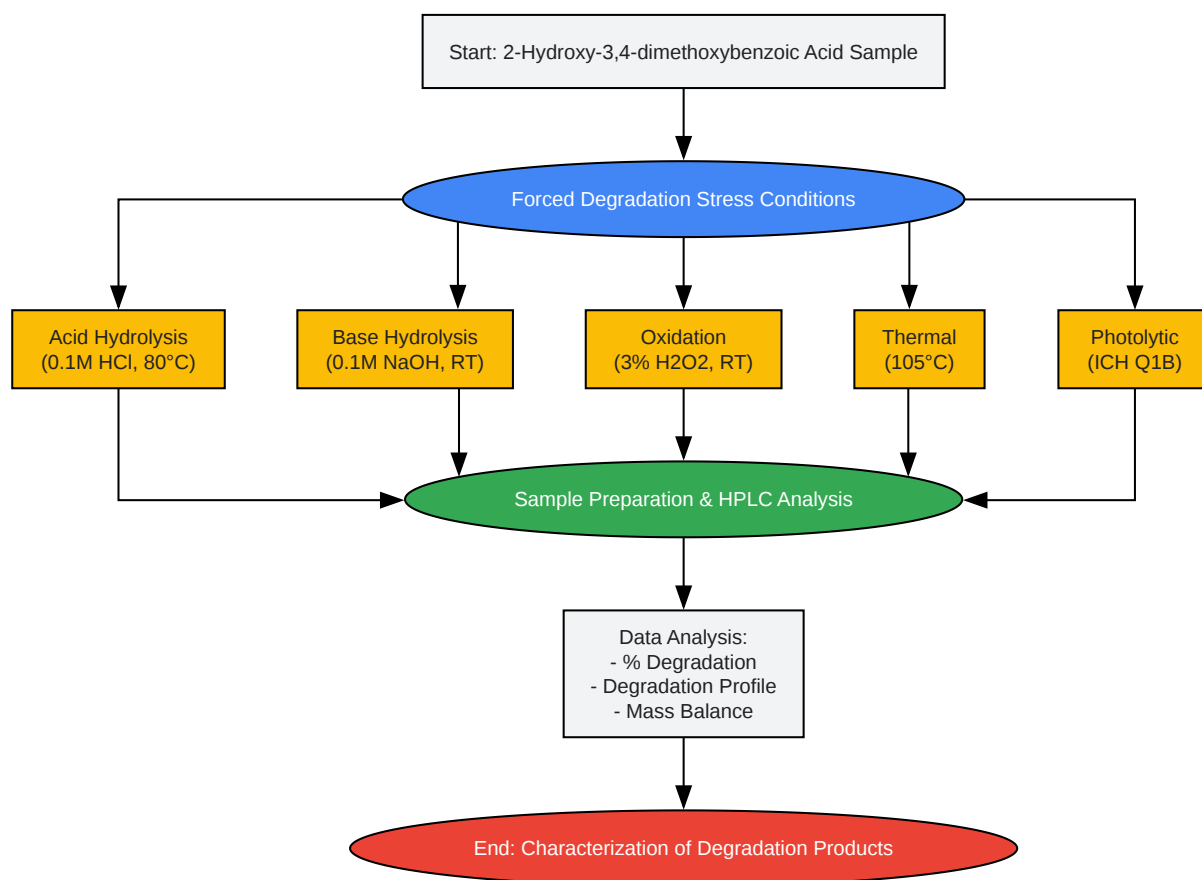 Start: 2-Hydroxy-3,4-dimethoxybenzoic Acid Sample
Forced Degradation Stress Conditions
Acid Hydrolysis
(0.1M HCl, 80°C)
Base Hydrolysis
(0.1M NaOH, RT)
Oxidation
(3% H2O2, RT)
Thermal
(105°C)
Photolytic
(ICH Q1B)
Sample Preparation & HPLC Analysis
Data Analysis:
- % Degradation
- Degradation Profile
- Mass Balance
End: Characterization of Degradation Products